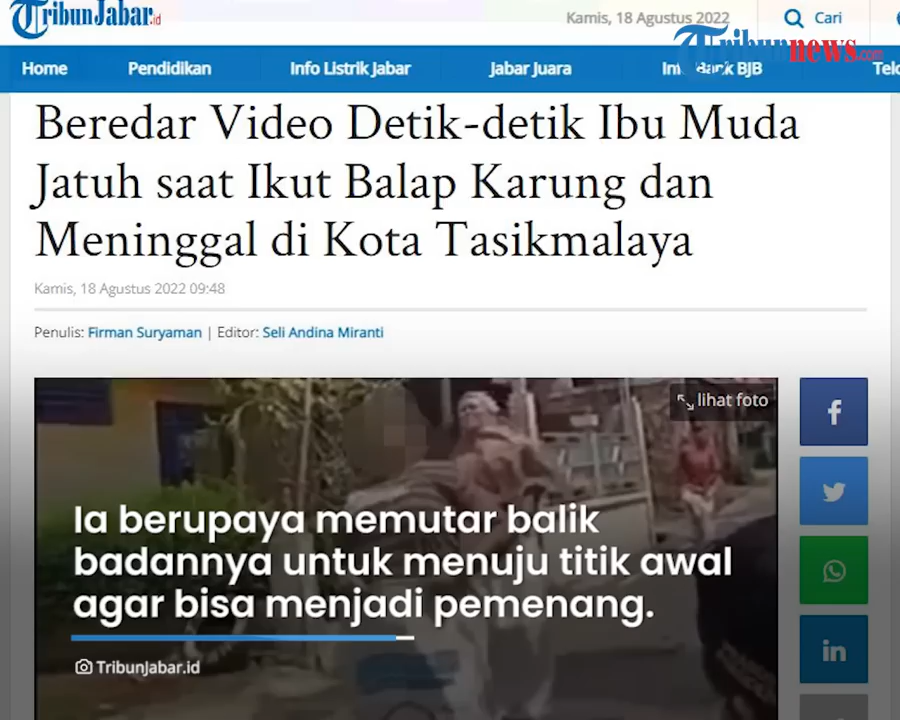 TribunJabar.id
Kamis, 18 Agustus 2022
Cari
Tribunnews.com
Home
Pendidikan
Info Listrik Jabar
Jabar Juara
Bank BJB
Beredar Video Detik-detik Ibu Muda
Jatuh saat Ikut Balap Karung dan
Meninggal di Kota Tasikmalaya
Kamis, 18 Agustus 2022 09:48
Penulis: Firman Suryaman | Editor: Seli Andina Miranti
lihat foto
Ia berupaya memutar balik
badannya untuk menuju titik awal
agar bisa menjadi pemenang.
TribunJabar.id